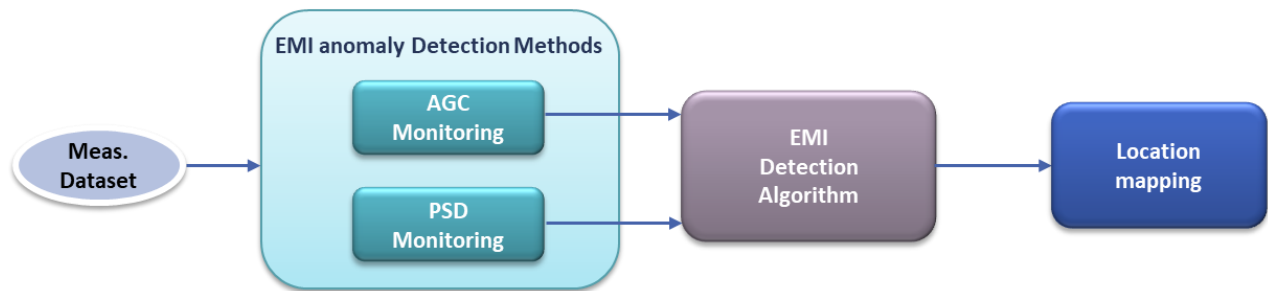 EMI anomaly Detection Methods
AGC
Monitoring
Meas.
Dataset
PSD
Monitoring
EMI
Detection
Algorithm
Location
mapping